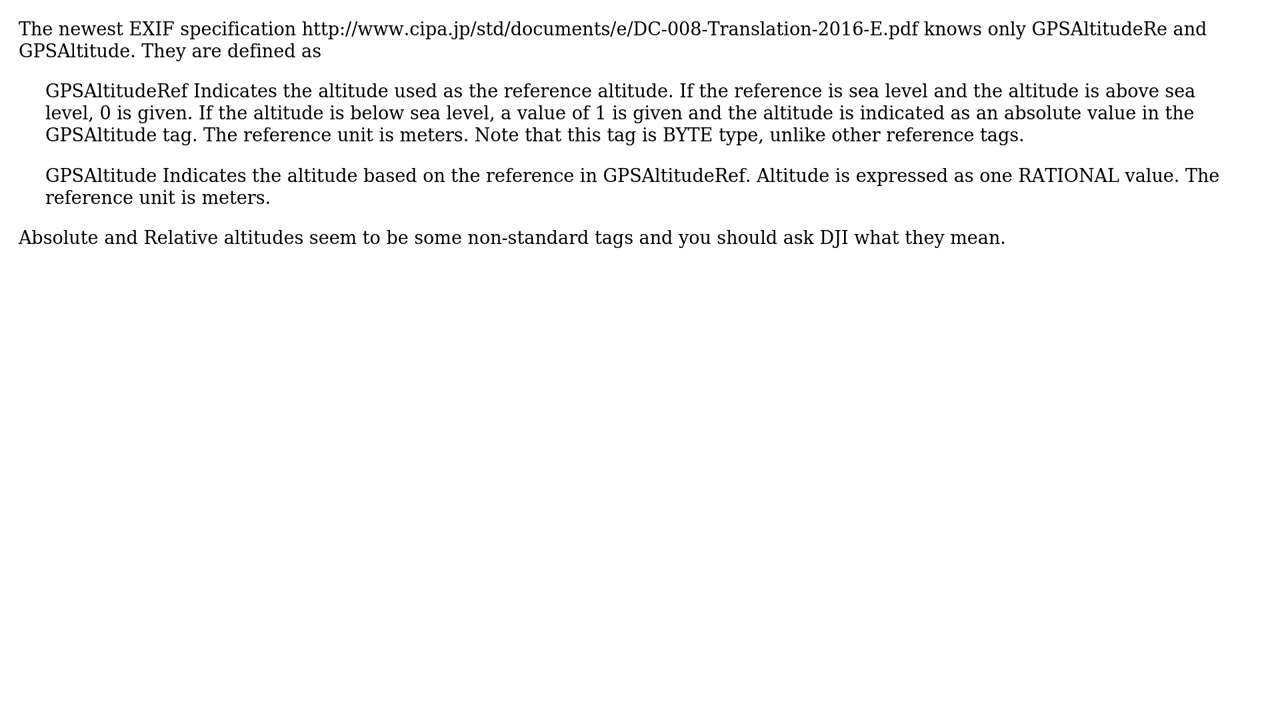 The newest EXIF specification http://www.cipa.jp/std/documents/e/DC-008-Translation-2016-E.pdf knows only GPSAltitudeRe and
GPSAltitude. They are defined as
GPSAltitudeRef Indicates the altitude used as the reference altitude. If the reference is sea level and the altitude is above sea
level, 0 is given. If the altitude is below sea level, a value of 1 is given and the altitude is indicated as an absolute value in the
GPSAltitude tag. The reference unit is meters. Note that this tag is BYTE type, unlike other reference tags.
GPSAltitude Indicates the altitude based on the reference in GPSAltitudeRef. Altitude is expressed as one RATIONAL value. The
reference unit is meters.
Absolute and Relative altitudes seem to be some non-standard tags and you should ask DJI what they mean.